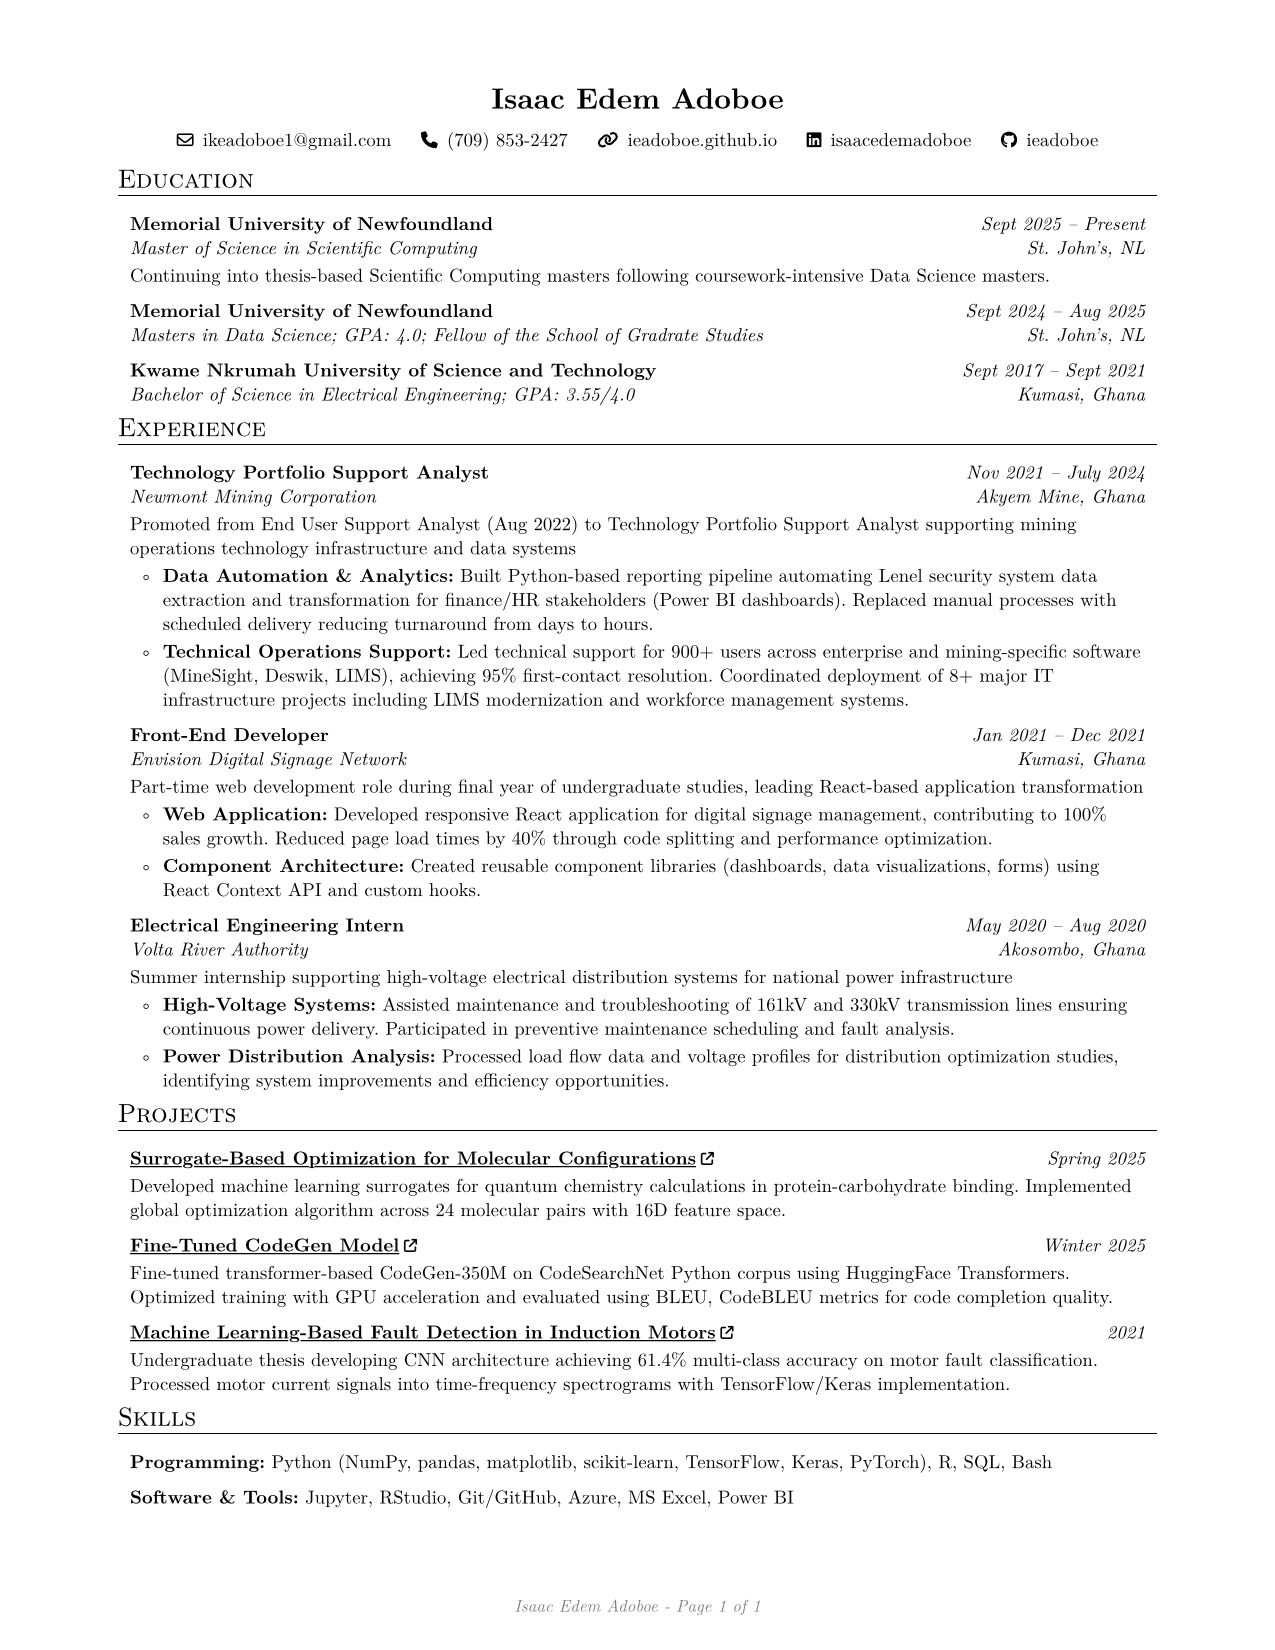 Isaac Edem Adoboe
ikeadoboe1@gmail.com (709) 853-2427 ieadoboe.github.io isaacedemadoboe ieadoboe
Education
Memorial University of Newfoundland Sept 2025 – Present
Master of Science in Scientific Computing St. John's, NL
Continuing into thesis-based Scientific Computing masters following coursework-intensive Data Science masters.
Memorial University of Newfoundland Sept 2024 – Aug 2025
Masters in Data Science; GPA: 4.0; Fellow of the School of Gradrate Studies St. John's, NL
Kwame Nkrumah University of Science and Technology Sept 2017 – Sept 2021
Bachelor of Science in Electrical Engineering; GPA: 3.55/4.0 Kumasi, Ghana
Experience
Technology Portfolio Support Analyst Nov 2021 – July 2024
Newmont Mining Corporation Akyem Mine, Ghana
Promoted from End User Support Analyst (Aug 2022) to Technology Portfolio Support Analyst supporting mining
operations technology infrastructure and data systems
◦ Data Automation & Analytics: Built Python-based reporting pipeline automating Lenel security system data
extraction and transformation for finance/HR stakeholders (Power BI dashboards). Replaced manual processes with
scheduled delivery reducing turnaround from days to hours.
◦ Technical Operations Support: Led technical support for 900+ users across enterprise and mining-specific software
(MineSight, Deswik, LIMS), achieving 95% first-contact resolution. Coordinated deployment of 8+ major IT
infrastructure projects including LIMS modernization and workforce management systems.
Front-End Developer Jan 2021 – Dec 2021
Envision Digital Signage Network Kumasi, Ghana
Part-time web development role during final year of undergraduate studies, leading React-based application transformation
◦ Web Application: Developed responsive React application for digital signage management, contributing to 100%
sales growth. Reduced page load times by 40% through code splitting and performance optimization.
◦ Component Architecture: Created reusable component libraries (dashboards, data visualizations, forms) using
React Context API and custom hooks.
Electrical Engineering Intern May 2020 – Aug 2020
Volta River Authority Akosombo, Ghana
Summer internship supporting high-voltage electrical distribution systems for national power infrastructure
◦ High-Voltage Systems: Assisted maintenance and troubleshooting of 161kV and 330kV transmission lines ensuring
continuous power delivery. Participated in preventive maintenance scheduling and fault analysis.
◦ Power Distribution Analysis: Processed load flow data and voltage profiles for distribution optimization studies,
identifying system improvements and efficiency opportunities.
Projects
Surrogate-Based Optimization for Molecular Configurations Spring 2025
Developed machine learning surrogates for quantum chemistry calculations in protein-carbohydrate binding. Implemented
global optimization algorithm across 24 molecular pairs with 16D feature space.
Fine-Tuned CodeGen Model Winter 2025
Fine-tuned transformer-based CodeGen-350M on CodeSearchNet Python corpus using HuggingFace Transformers.
Optimized training with GPU acceleration and evaluated using BLEU, CodeBLEU metrics for code completion quality.
Machine Learning-Based Fault Detection in Induction Motors 2021
Undergraduate thesis developing CNN architecture achieving 61.4% multi-class accuracy on motor fault classification.
Processed motor current signals into time-frequency spectrograms with TensorFlow/Keras implementation.
Skills
Programming: Python (NumPy, pandas, matplotlib, scikit-learn, TensorFlow, Keras, PyTorch), R, SQL, Bash
Software & Tools: Jupyter, RStudio, Git/GitHub, Azure, MS Excel, Power BI
Isaac Edem Adoboe - Page 1 of 1